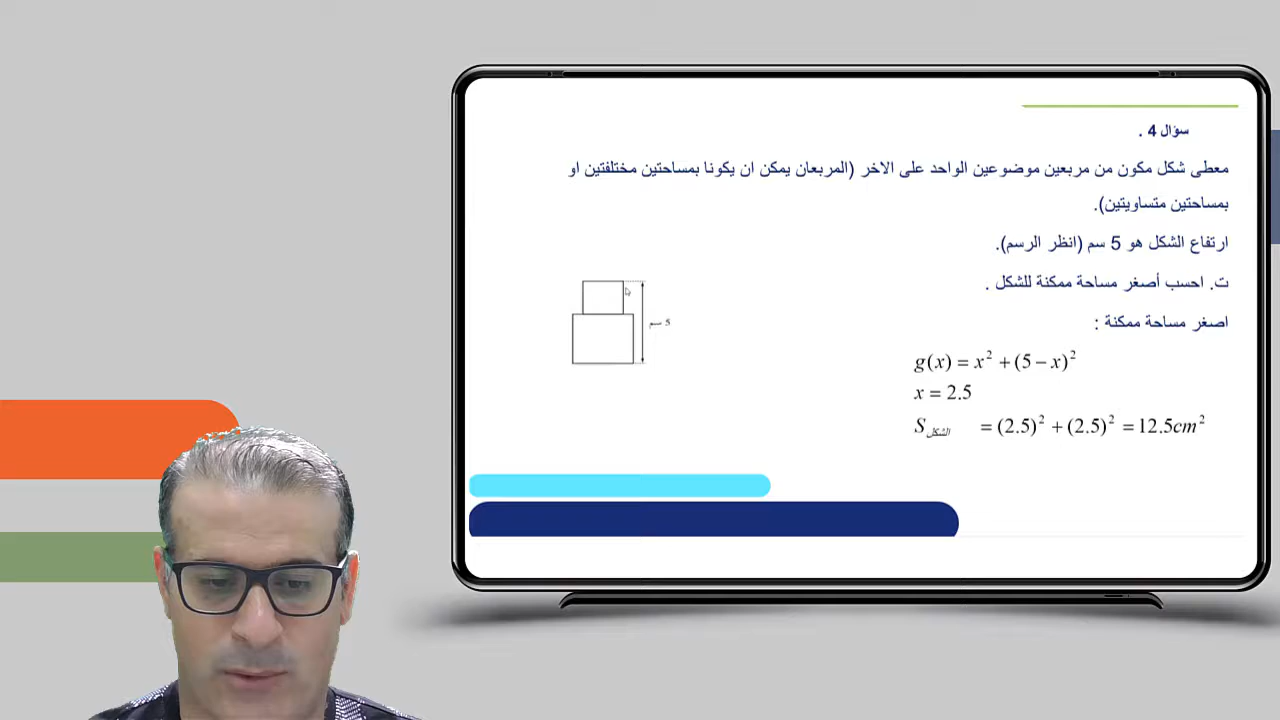 سؤال 4 .
معطى شكل مكون من مربعين موضوعين الواحد على الاخر (المربعان يمكن ان يكونا بمساحتين مختلفتين او
بمساحتين متساويتين).
ارتفاع الشكل هو 5 سم (انظر الرسم).
ت. احسب أصغر مساحة ممكنة للشكل .
5 سم
اصغر مساحة ممكنة :
g(x) = x² + (5 − x)²
x = 2.5
S الشكل = (2.5)² + (2.5)² = 12.5cm²